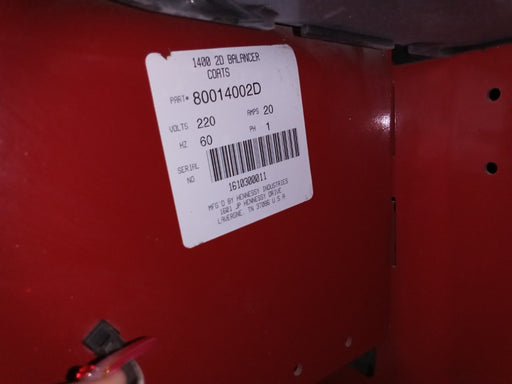 1400 2D BALANCER
COATS
PART# 80014002D
VOLTS 220 AMPS 20
HZ 60 PH 1
SERIAL
NO
1610300011
MFG'D BY HENNESSY INDUSTRIES
1601 JP HENNESSY DRIVE
LAVERGNE, TN 37086 U.S.A.